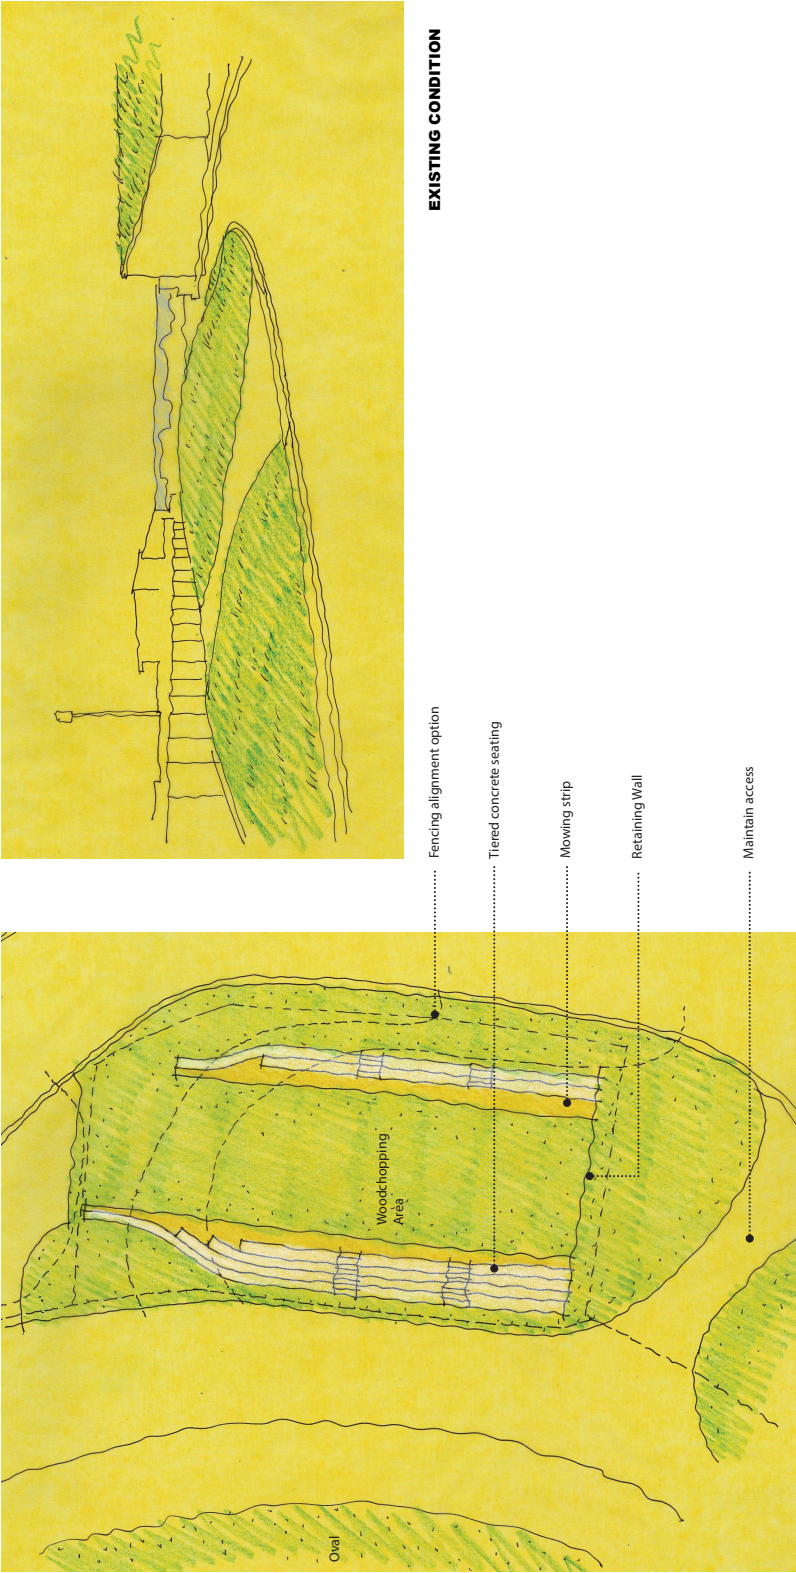 EXISTING CONDITION
Fencing alignment option
Tiered concrete seating
Mowing strip
Retaining Wall
Maintain access
Woodchopping
Area
Oval